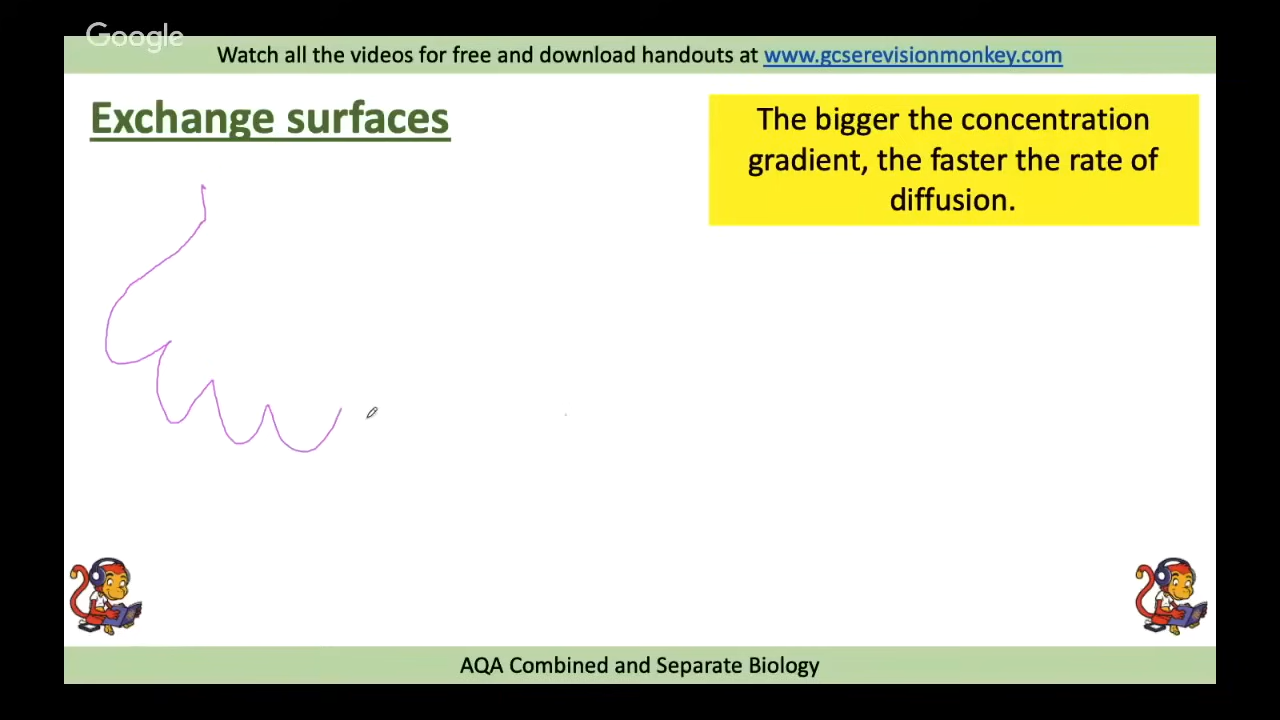 Google
Watch all the videos for free and download handouts at www.gcserevisionmonkey.com
Exchange surfaces
The bigger the concentration
gradient, the faster the rate of
diffusion.
AQA Combined and Separate Biology